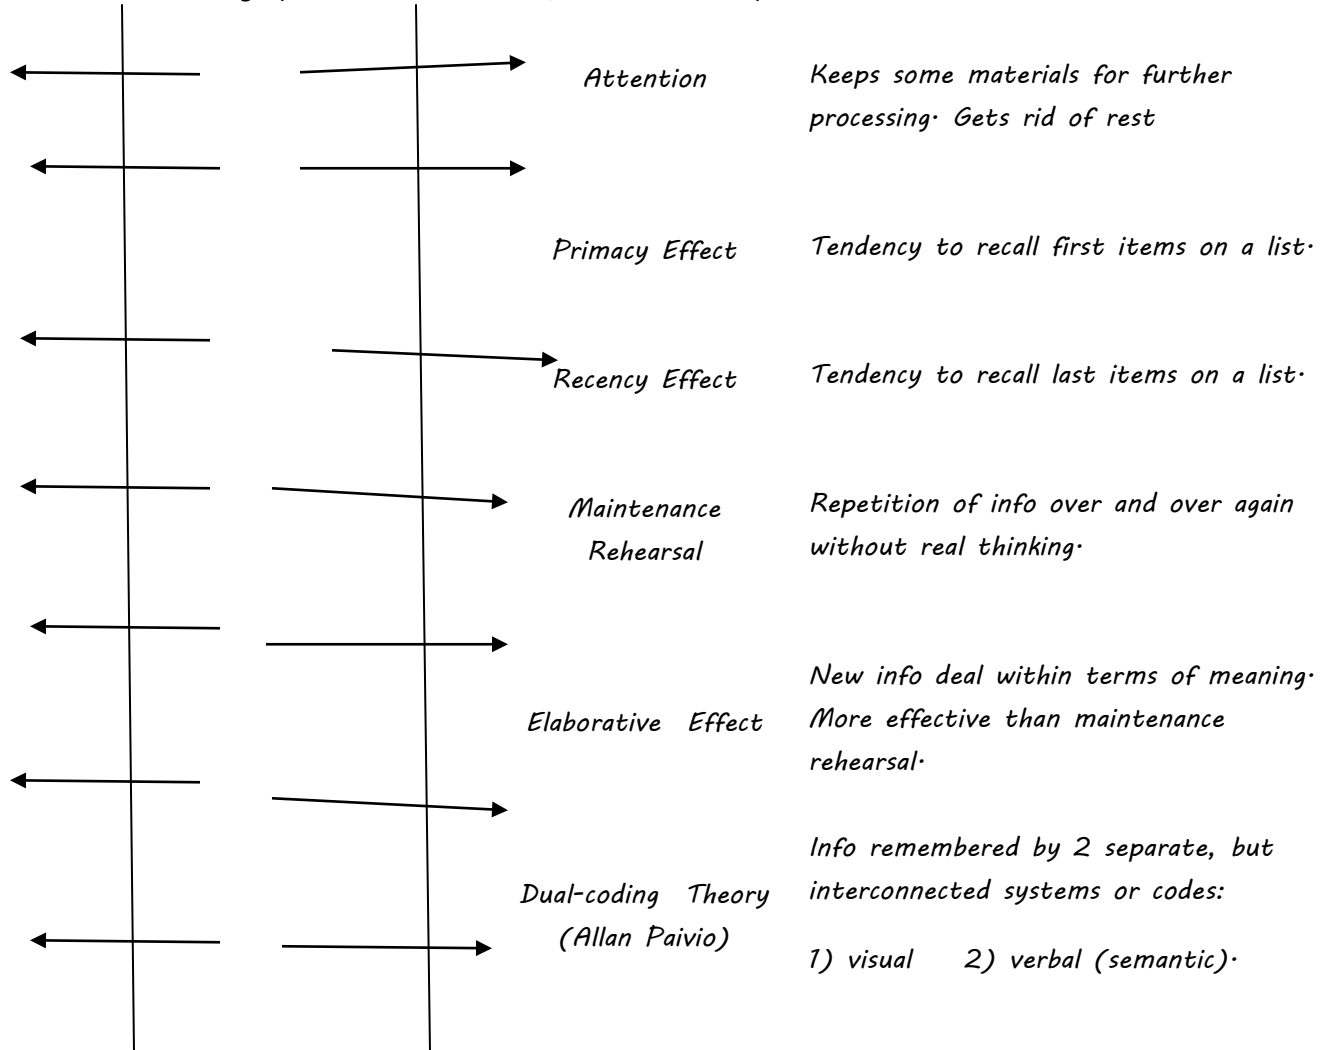 Attention
Keeps some materials for further
processing. Gets rid of rest
Primacy Effect
Tendency to recall first items on a list.
Recency Effect
Tendency to recall last items on a list.
Maintenance
Rehearsal
Repetition of info over and over again
without real thinking.
Elaborative Effect
New info deal within terms of meaning.
More effective than maintenance
rehearsal.
Dual-coding Theory
(Allan Paivio)
Info remembered by 2 separate, but
interconnected systems or codes:
1) visual 2) verbal (semantic).